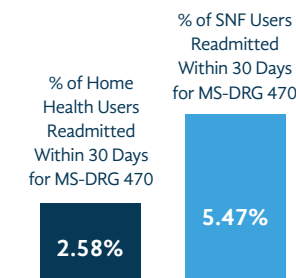 % of Home
Health Users
Readmitted
Within 30 Days
for MS-DRG 470
2.58%
% of SNF Users
Readmitted
Within 30 Days
for MS-DRG 470
5.47%